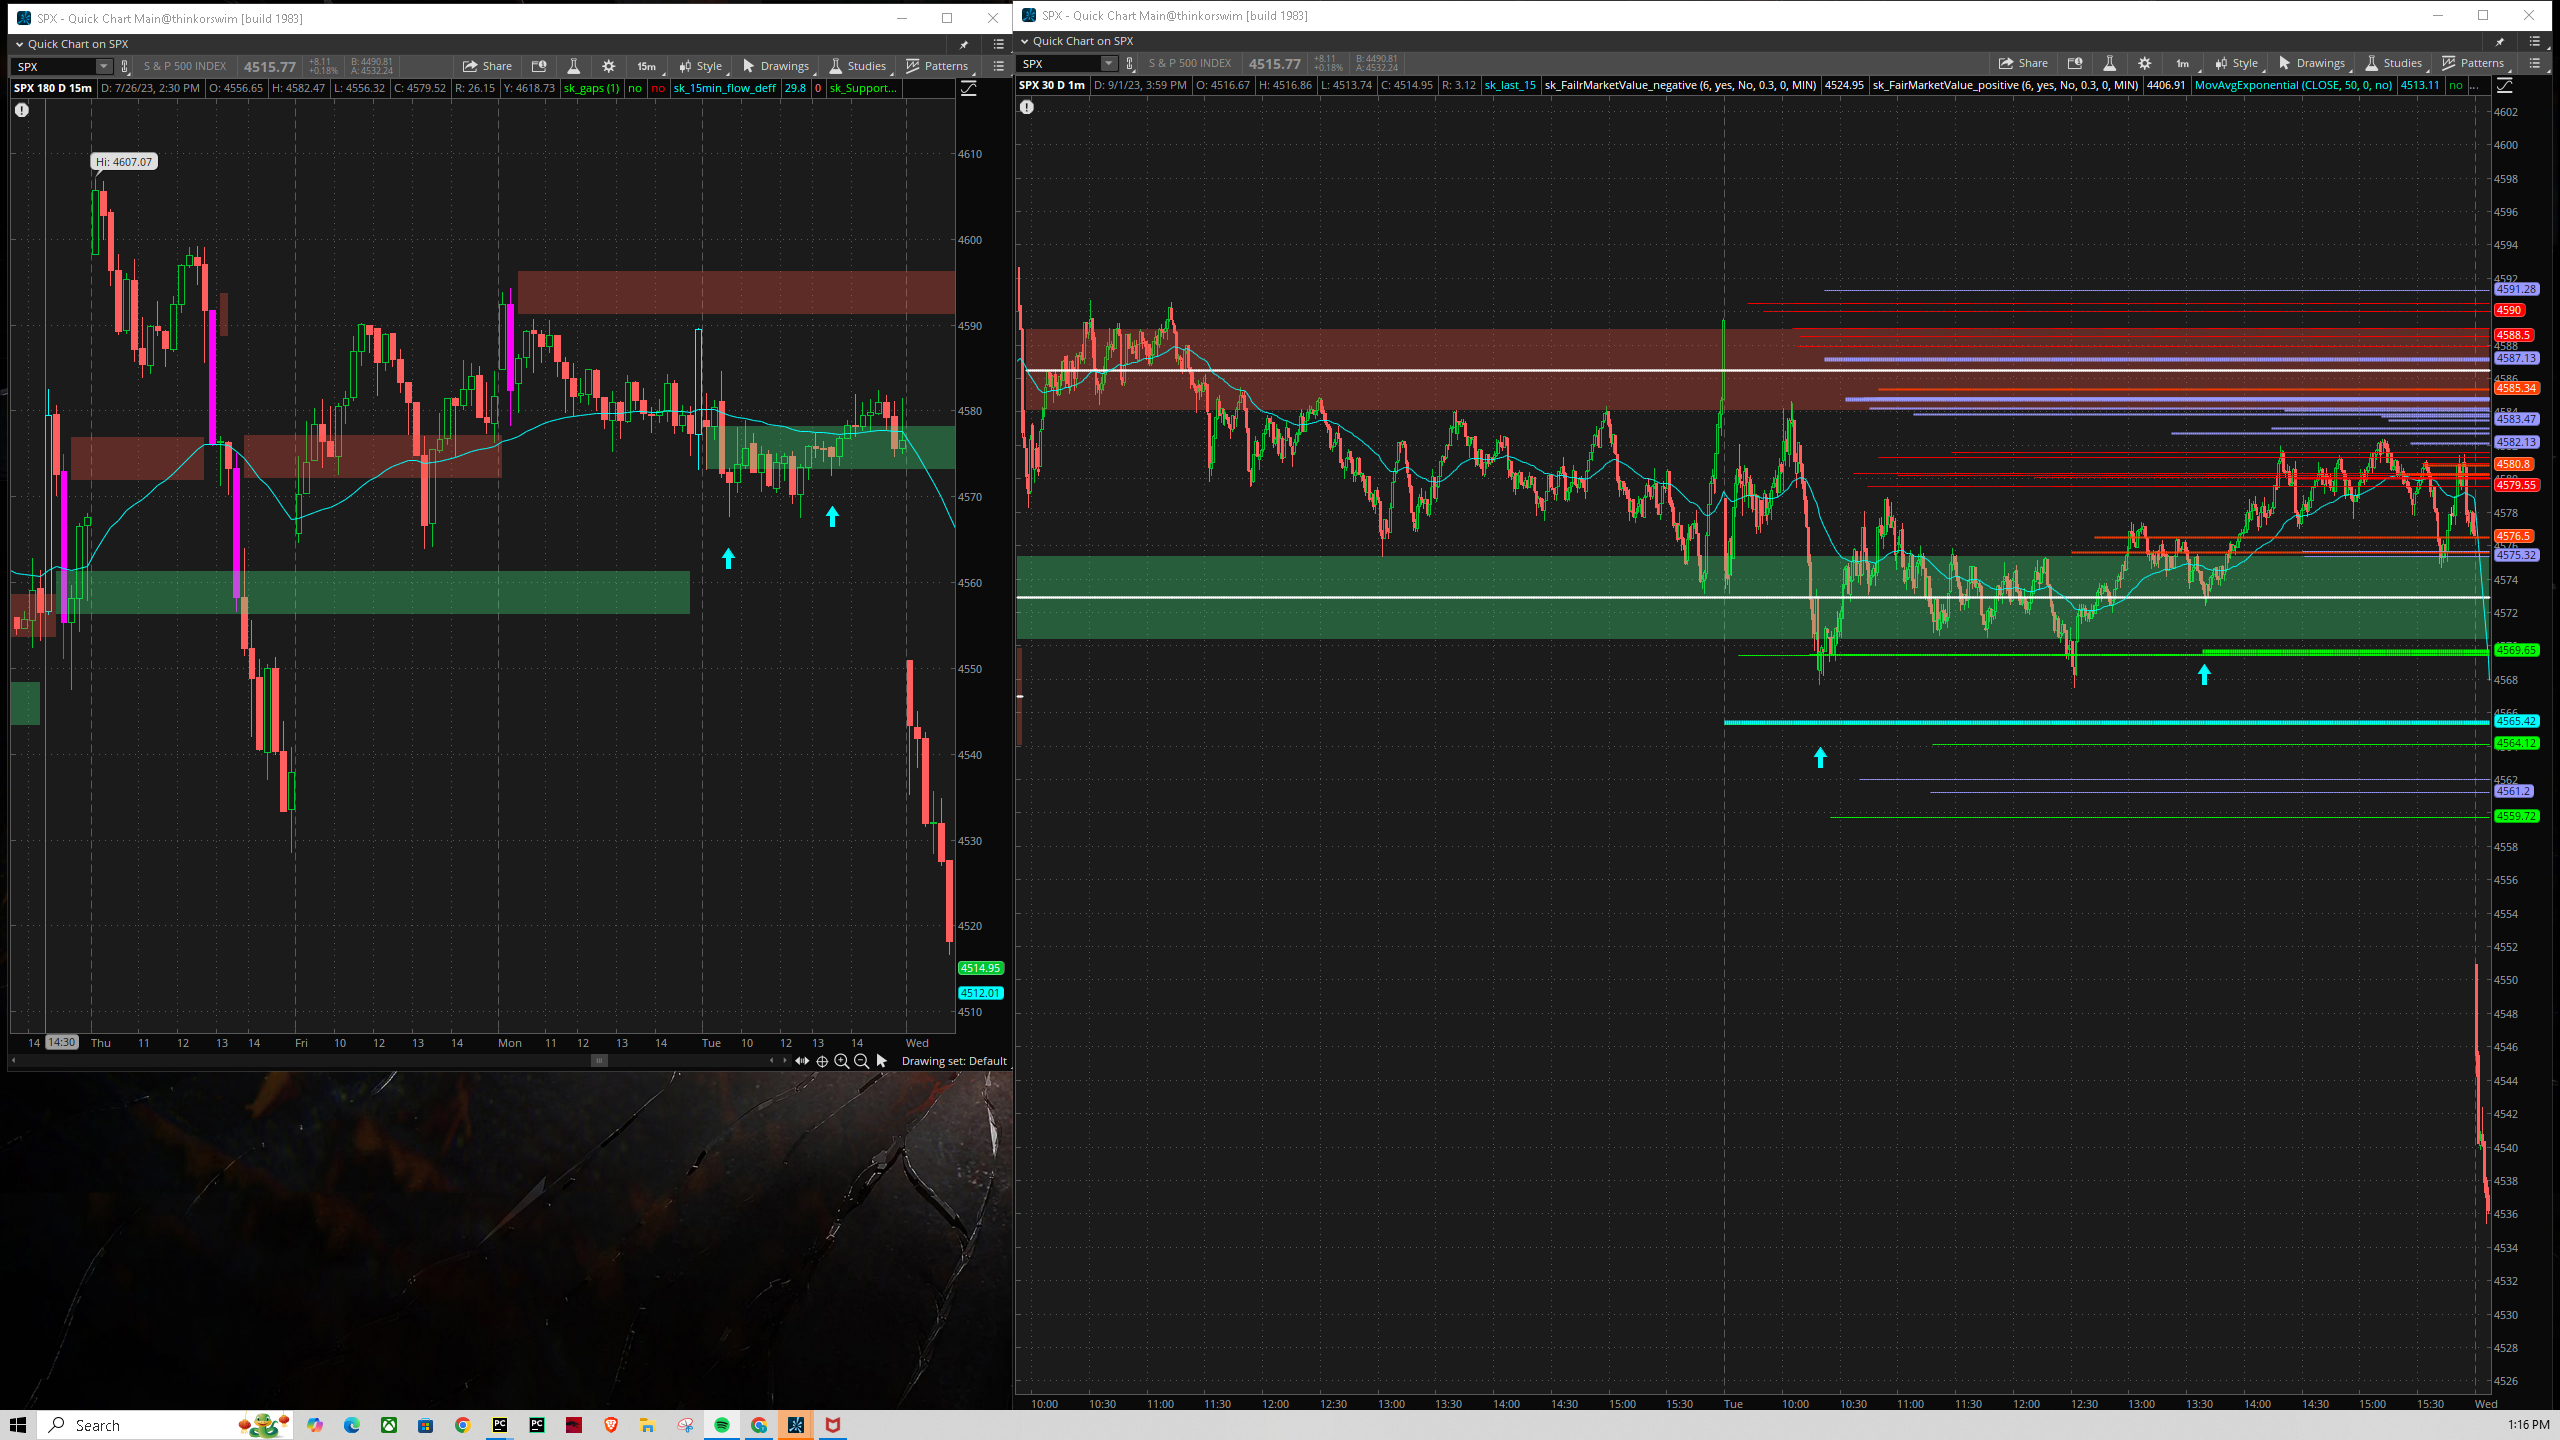 SPX - Quick Chart Main@thinkorswim [build 1983]
Quick Chart on SPX
SPX
S & P 500 INDEX
4515.77
+8.11
+0.18%
B: 4490.81
A: 4532.24
Share
15m
Style
Drawings
Studies
Patterns
SPX 180 D 15m
D: 7/26/23, 2:30 PM
O: 4556.65
H: 4582.47
L: 4556.32
C: 4579.52
R: 26.15
Y: 4618.73
sk_gaps (1)
no
no
sk_15min_flow_deff
29.8
0
sk_Support...
Hi: 4607.07
4610
4600
4590
4580
4570
4560
4550
4540
4530
4520
4514.95
4512.01
4510
14
14:30
Thu
11
12
13
14
Fri
10
12
13
14
Mon
11
12
13
14
Tue
10
12
13
14
Wed
Drawing set: Default
SPX - Quick Chart Main@thinkorswim [build 1983]
Quick Chart on SPX
SPX
S & P 500 INDEX
4515.77
+8.11
+0.18%
B: 4490.81
A: 4532.24
Share
1m
Style
Drawings
Studies
Patterns
SPX 30 D 1m
D: 9/1/23, 3:59 PM
O: 4516.67
H: 4516.86
L: 4513.74
C: 4514.95
R: 3.12
sk_last_15
sk_FailrMarketValue_negative (6, yes, No, 0.3, 0, MIN)
4524.95
sk_FairMarketValue_positive (6, yes, No, 0.3, 0, MIN)
4406.91
MovAvgExponential (CLOSE, 50, 0, no)
4513.11
no
...
4602
4600
4598
4596
4594
4592
4591.28
4590
4588.5
4588
4587.13
4586
4585.34
4583.47
4582.13
4580.8
4579.55
4578
4576.5
4575.32
4574
4572
4569.65
4568
4565.42
4564.12
4562
4561.2
4559.72
4558
4556
4554
4552
4550
4548
4546
4544
4542
4540
4538
4536
4534
4532
4530
4528
4526
10:00
10:30
11:00
11:30
12:00
12:30
13:00
13:30
14:00
14:30
15:00
15:30
Tue
10:00
10:30
11:00
11:30
12:00
12:30
13:00
13:30
14:00
14:30
15:00
15:30
Wed
Search
1:16 PM